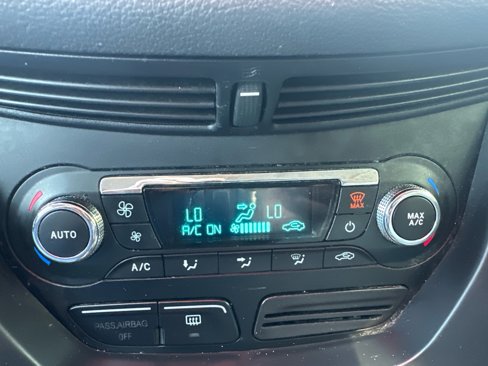 LO LO
A/C ON
AUTO
MAX
MAX
A/C
A/C
PASS.AIRBAG
OFF